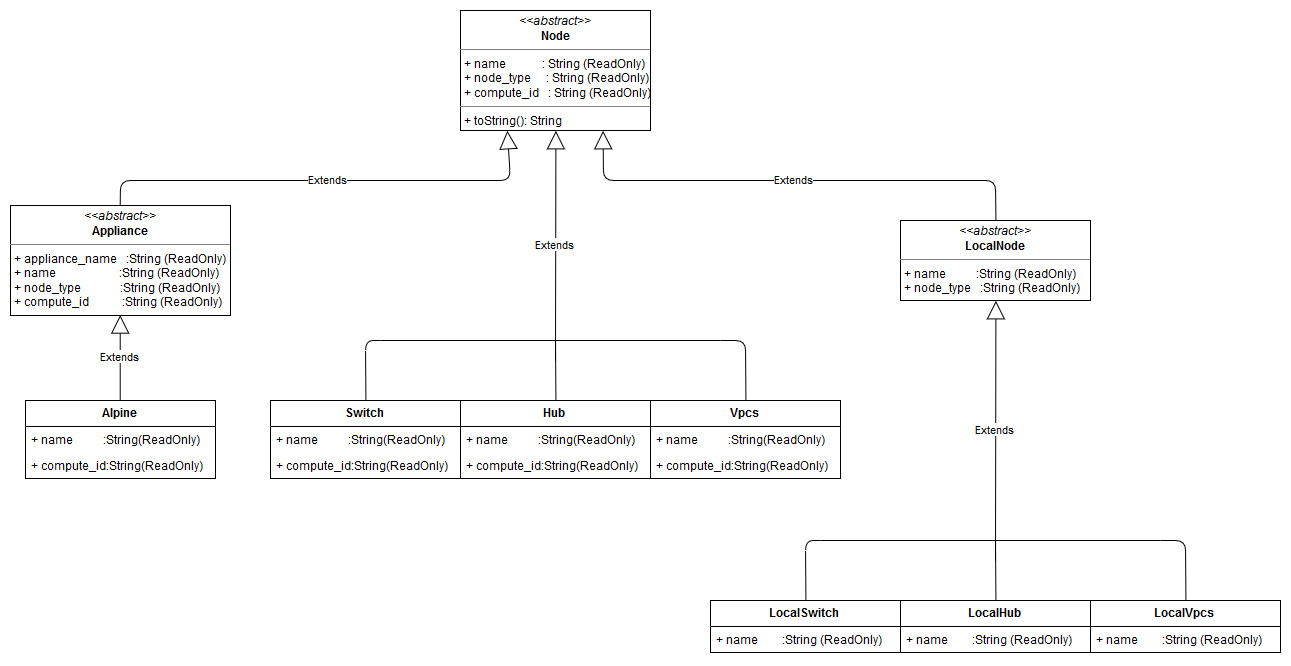 <<abstract>>
Node
+ name : String (ReadOnly)
+ node_type : String (ReadOnly)
+ compute_id : String (ReadOnly)
+ toString(): String
Extends
Extends
Extends
<<abstract>>
Appliance
+ appliance_name :String (ReadOnly)
+ name :String (ReadOnly)
+ node_type :String (ReadOnly)
+ compute_id :String (ReadOnly)
<<abstract>>
LocalNode
+ name :String (ReadOnly)
+ node_type :String (ReadOnly)
Extends
Alpine
+ name :String(ReadOnly)
+ compute_id:String(ReadOnly)
Switch
+ name :String(ReadOnly)
+ compute_id:String(ReadOnly)
Hub
+ name :String(ReadOnly)
+ compute_id:String(ReadOnly)
Vpcs
+ name :String(ReadOnly)
+ compute_id:String(ReadOnly)
Extends
LocalSwitch
+ name :String (ReadOnly)
LocalHub
+ name :String (ReadOnly)
LocalVpcs
+ name :String (ReadOnly)